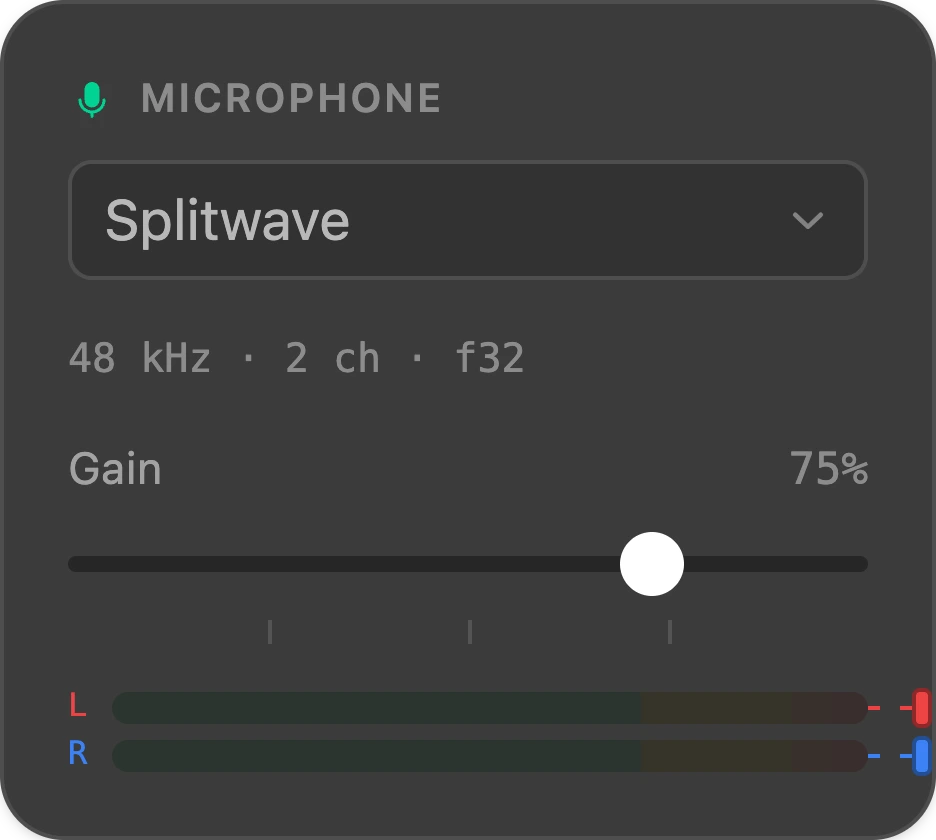 MICROPHONE
Splitwave
48 kHz · 2 ch · f32
Gain 75%
L
R